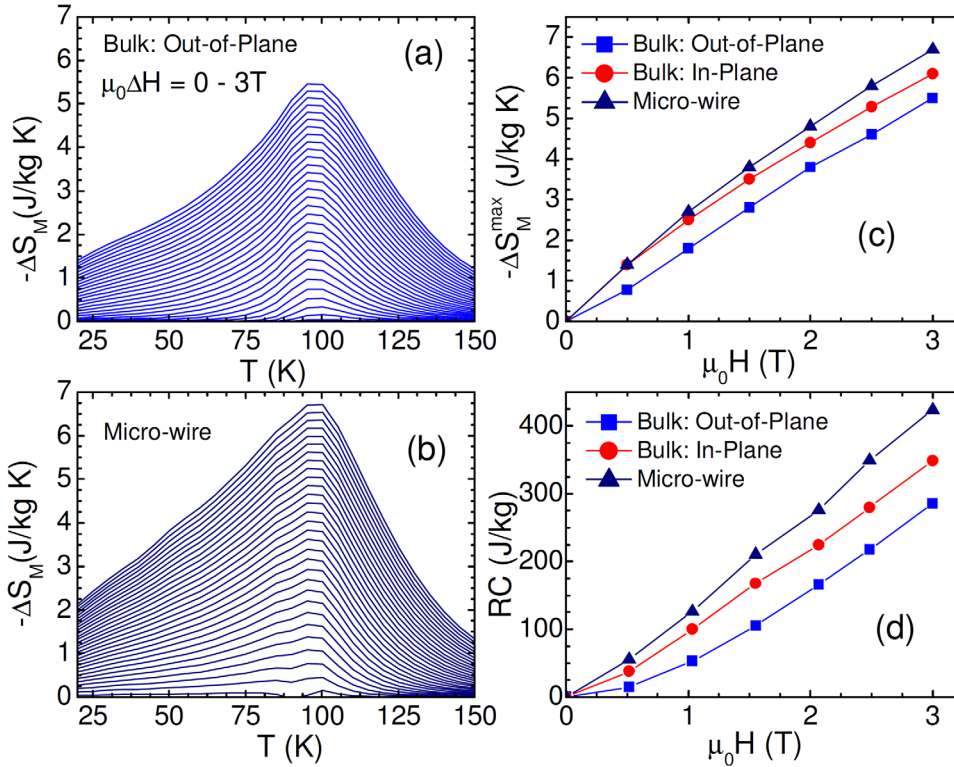 Bulk: Out-of-Plane
μ₀ΔH = 0 - 3T
(a)
-ΔS_M(J/kg K)
7
6
5
4
3
2
1
0
25 50 75 100 125 150
T (K)
Bulk: Out-of-Plane
Bulk: In-Plane
Micro-wire
(c)
-ΔS_M^max (J/kg K)
7
6
5
4
3
2
1
0
0 1 2 3
μ₀H (T)
Micro-wire
(b)
-ΔS_M(J/kg K)
7
6
5
4
3
2
1
0
25 50 75 100 125 150
T (K)
Bulk: Out-of-Plane
Bulk: In-Plane
Micro-wire
(d)
RC (J/kg)
400
300
200
100
0
0 1 2 3
μ₀H (T)